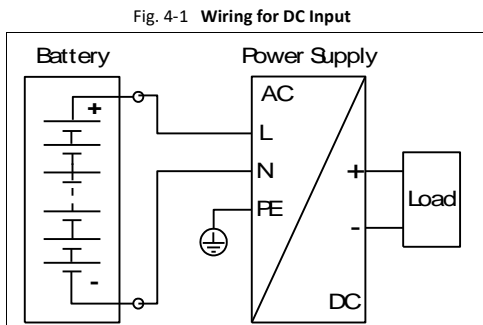 Fig. 4-1 Wiring for DC Input
Battery
Power Supply
+
AC
L
N
PE
+
-
Load
-
DC